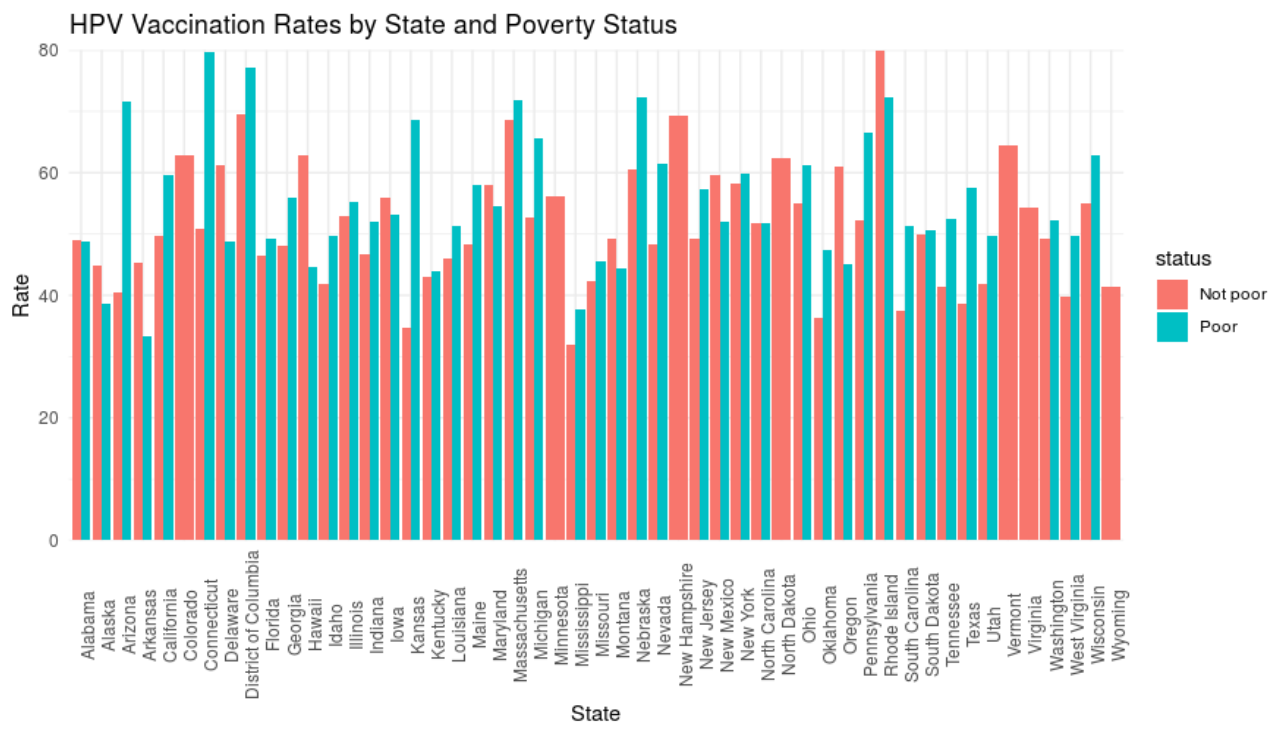 HPV Vaccination Rates by State and Poverty Status
80
60
40
20
0
Rate
Alabama
Alaska
Arizona
Arkansas
California
Colorado
Connecticut
Delaware
District of Columbia
Florida
Georgia
Hawaii
Idaho
Illinois
Indiana
Iowa
Kansas
Kentucky
Louisiana
Maine
Maryland
Massachusetts
Michigan
Minnesota
Mississippi
Missouri
Montana
Nebraska
Nevada
New Hampshire
New Jersey
New Mexico
New York
North Carolina
North Dakota
Ohio
Oklahoma
Oregon
Pennsylvania
Rhode Island
South Carolina
South Dakota
Tennessee
Texas
Utah
Vermont
Virginia
Washington
West Virginia
Wisconsin
Wyoming
State
status
Not poor
Poor